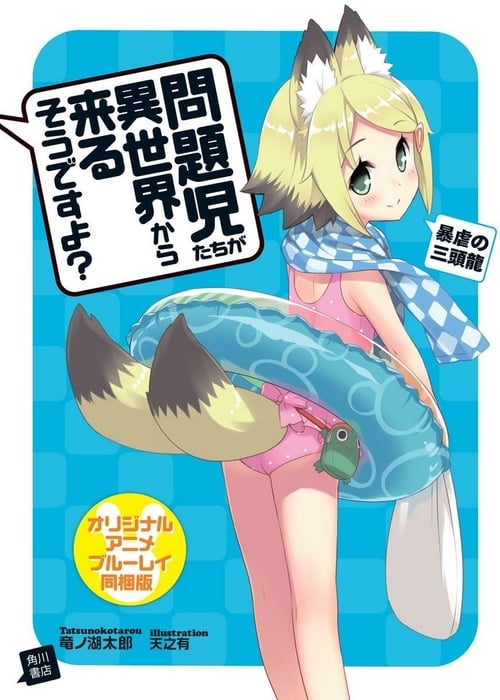 問題児たちが
異世界から
来る
そうですよ？
暴虐の
三頭龍
オリジナル
アニメ
ブルーレイ
同梱版
Tatsunokotarou
竜ノ湖太郎
illustration
天之有
角川
書店